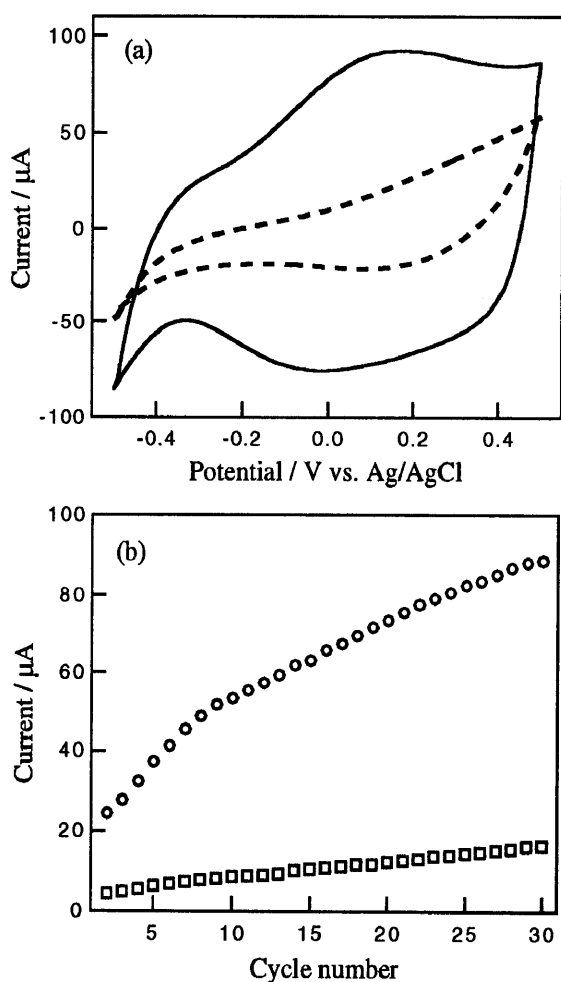 100
(a)
50
0
-50
-100
Current / μA
-0.4 -0.2 0.0 0.2 0.4
Potential / V vs. Ag/AgCl
100
(b)
80
60
40
20
0
Current / μA
5 10 15 20 25 30
Cycle number